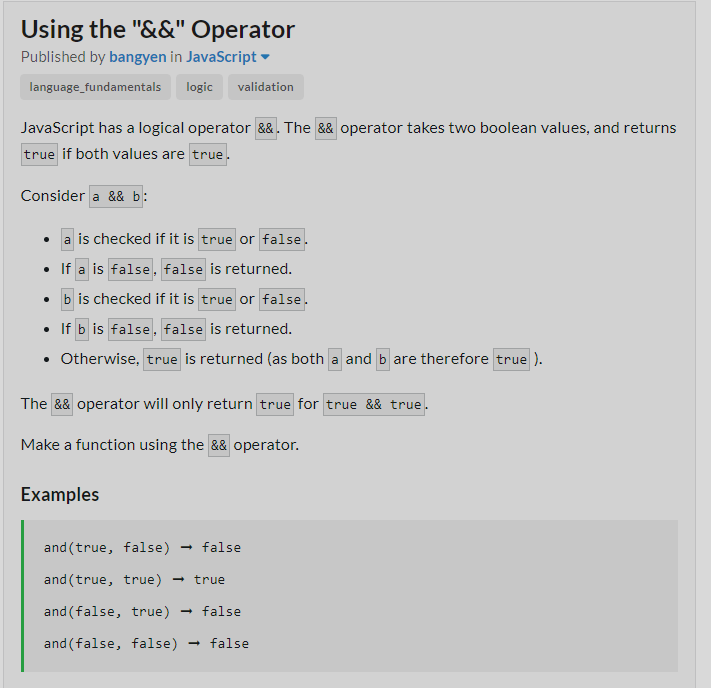 Using the "&&" Operator
Published by bangyen in JavaScript
language_fundamentals logic validation
JavaScript has a logical operator &&. The && operator takes two boolean values, and returns
true if both values are true.
Consider a && b:
• a is checked if it is true or false.
• If a is false, false is returned.
• b is checked if it is true or false.
• If b is false, false is returned.
• Otherwise, true is returned (as both a and b are therefore true ).
The && operator will only return true for true && true.
Make a function using the && operator.
Examples
and(true, false) ➞ false
and(true, true) ➞ true
and(false, true) ➞ false
and(false, false) ➞ false